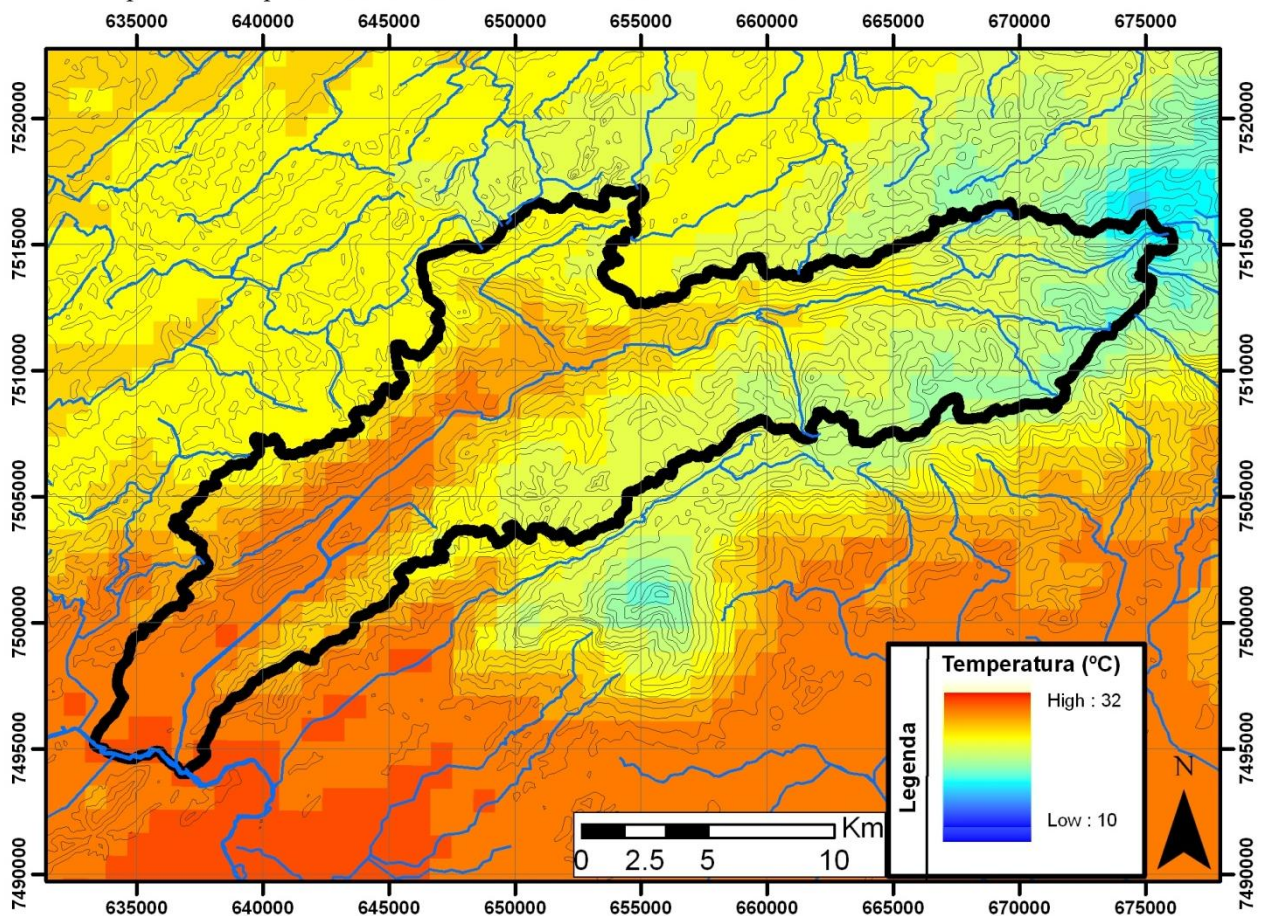 635000 640000 645000 650000 655000 660000 665000 670000 675000
7520000 7520000
7515000 7515000
7510000 7510000
7505000 7505000
7500000 7500000
7495000 7495000
7490000 7490000
Legenda
Temperatura (ºC)
High : 32
Low : 10
N
Km
0 2.5 5 10
635000 640000 645000 650000 655000 660000 665000 670000 675000